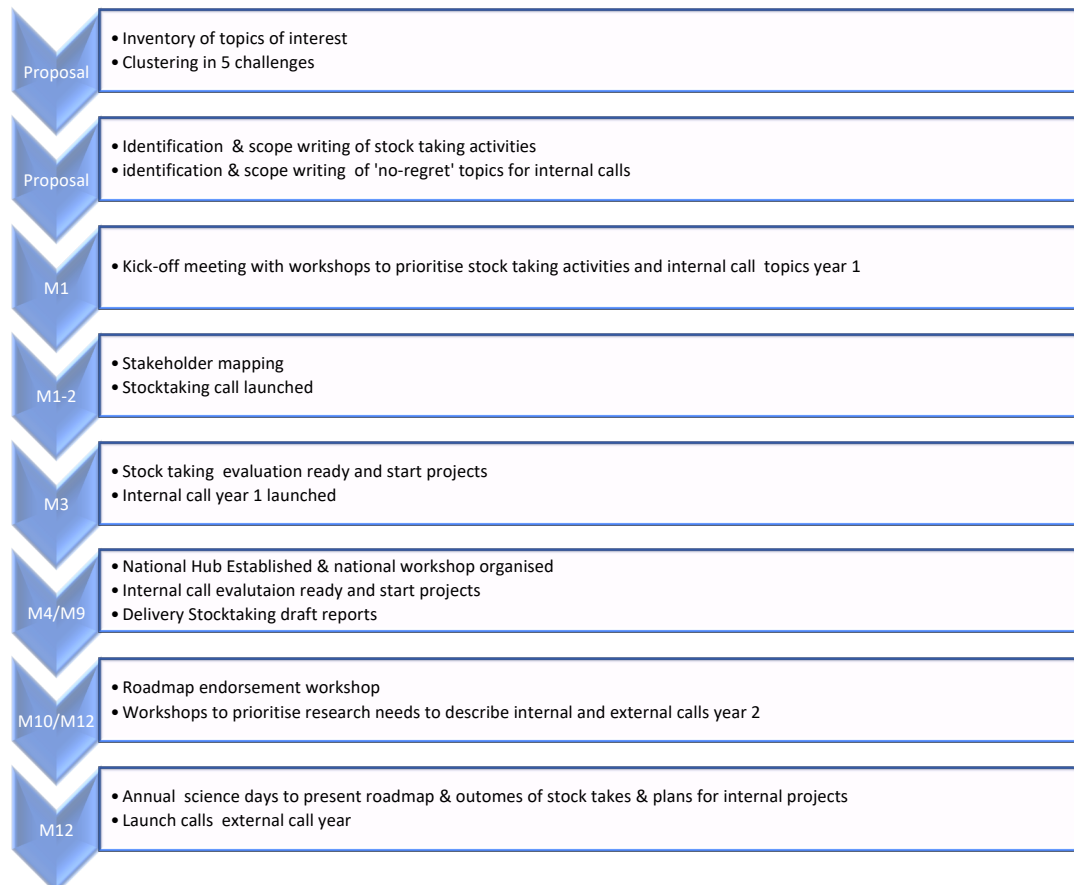 Proposal
• Inventory of topics of interest
• Clustering in 5 challenges
Proposal
• Identification & scope writing of stock taking activities
• identification & scope writing of 'no-regret' topics for internal calls
M1
• Kick-off meeting with workshops to prioritise stock taking activities and internal call topics year 1
M1-2
• Stakeholder mapping
• Stocktaking call launched
M3
• Stock taking evaluation ready and start projects
• Internal call year 1 launched
M4/M9
• National Hub Established & national workshop organised
• Internal call evalutaion ready and start projects
• Delivery Stocktaking draft reports
M10/M12
• Roadmap endorsement workshop
• Workshops to prioritise research needs to describe internal and external calls year 2
M12
• Annual science days to present roadmap & outomes of stock takes & plans for internal projects
• Launch calls external call year